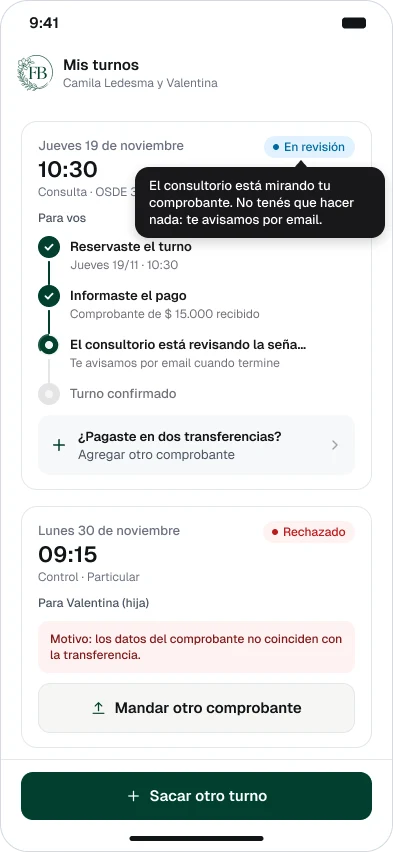 9:41
FB
Mis turnos
Camila Ledesma y Valentina
Jueves 19 de noviembre
En revisión
10:30
Consulta · OSDE 3
El consultorio está mirando tu
comprobante. No tenés que hacer
nada: te avisamos por email.
Para vos
Reservaste el turno
Jueves 19/11 · 10:30
Informaste el pago
Comprobante de $ 15.000 recibido
El consultorio está revisando la seña...
Te avisamos por email cuando termine
Turno confirmado
¿Pagaste en dos transferencias?
Agregar otro comprobante
Lunes 30 de noviembre
Rechazado
09:15
Control · Particular
Para Valentina (hija)
Motivo: los datos del comprobante no coinciden con
la transferencia.
Mandar otro comprobante
Sacar otro turno